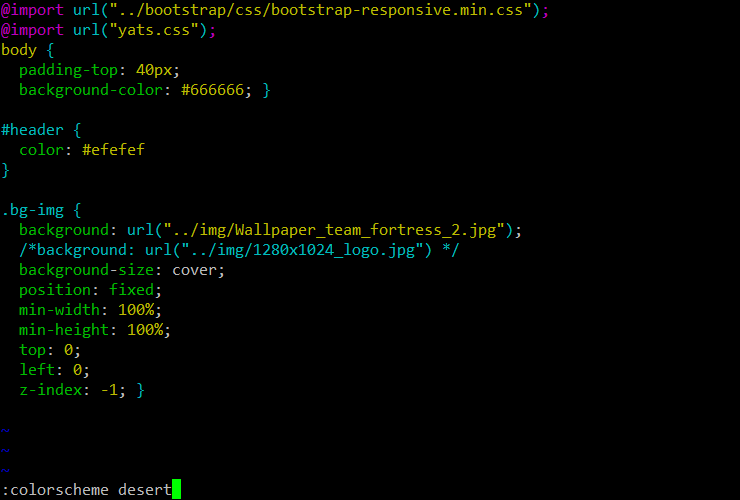 @import url("../bootstrap/css/bootstrap-responsive.min.css");
@import url("yats.css");
body {
  padding-top: 40px;
  background-color: #666666; }

#header {
  color: #efefef
}

.bg-img {
  background: url("../img/Wallpaper_team_fortress_2.jpg");
  /*background: url("../img/1280x1024_logo.jpg") */
  background-size: cover;
  position: fixed;
  min-width: 100%;
  min-height: 100%;
  top: 0;
  left: 0;
  z-index: -1; }

~
~
~
:colorscheme desert